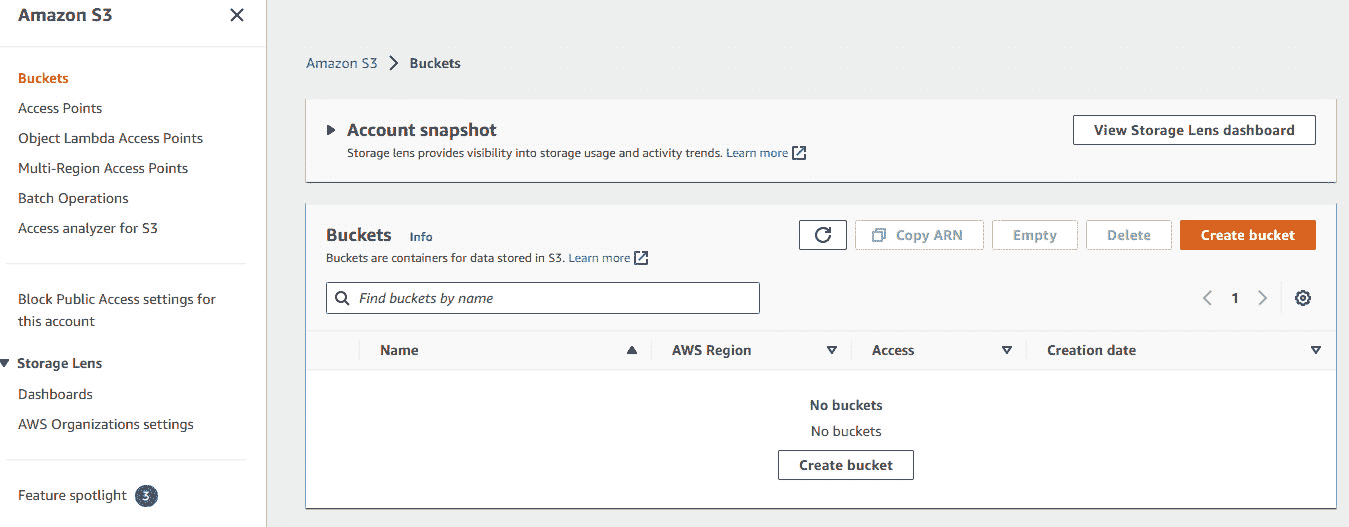 Amazon S3
Buckets
Access Points
Object Lambda Access Points
Multi-Region Access Points
Batch Operations
Access analyzer for S3
Block Public Access settings for
this account
Storage Lens
Dashboards
AWS Organizations settings
Feature spotlight 3
Amazon S3 Buckets
Account snapshot
View Storage Lens dashboard
Storage lens provides visibility into storage usage and activity trends. Learn more
Buckets Info
Copy ARN Empty Delete Create bucket
Buckets are containers for data stored in S3. Learn more
Find buckets by name
1
Name AWS Region Access Creation date
No buckets
No buckets
Create bucket